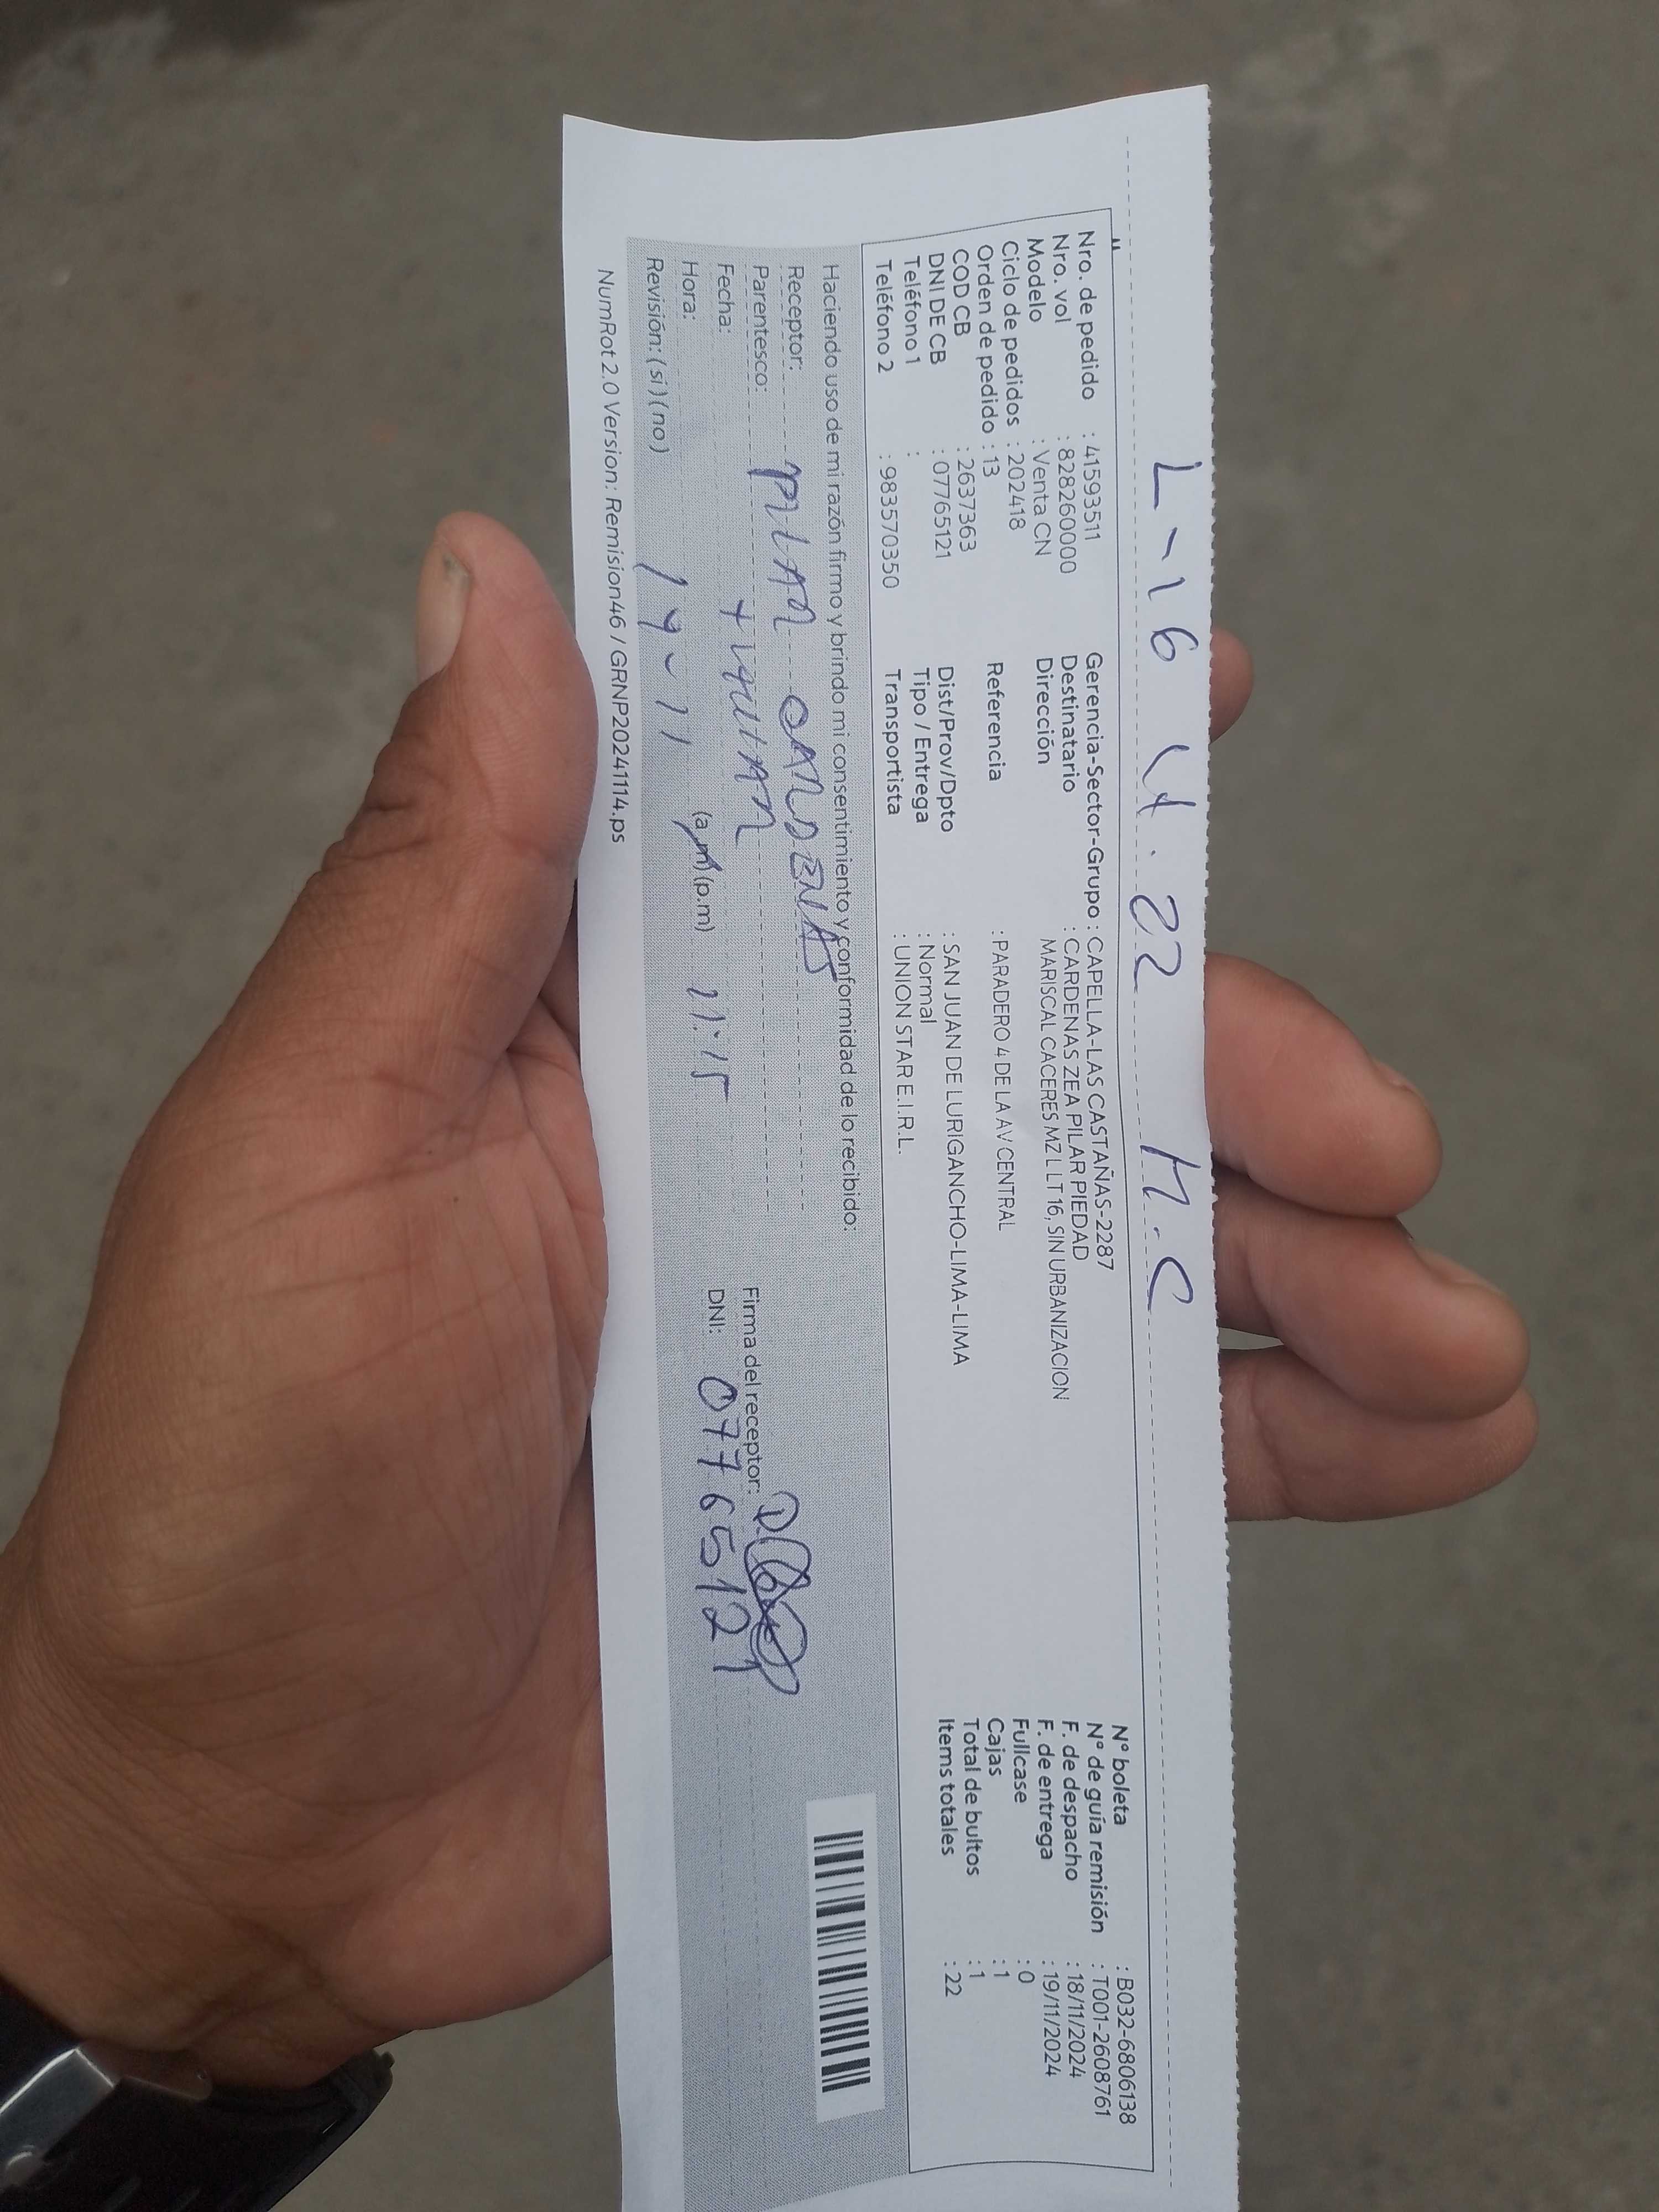 L-16 U. 22 M.C
Nro. de pedido : 41593511
Nro. vol : 828260000
Modelo : Venta CN
Ciclo de pedidos : 202418
Orden de pedido : 13
COD CB : 2637363
DNI DE CB : 07765121
Teléfono 1 :
Teléfono 2 : 983570350
Gerencia-Sector-Grupo : CAPELLA-LAS CASTAÑAS-2287
Destinatario : CARDENAS ZEA PILAR PIEDAD
Dirección MARISCAL CACERES MZ L LT 16, SIN URBANIZACION
Referencia : PARADERO 4 DE LA AV CENTRAL
Dist/Prov/Dpto : SAN JUAN DE LURIGANCHO-LIMA-LIMA
Tipo / Entrega : Normal
Transportista : UNION STAR E.I.R.L.
Nº boleta : B032-6806138
Nº de guía remisión : T001-2608761
F. de despacho : 18/11/2024
F. de entrega : 19/11/2024
Fullcase : 0
Cajas : 1
Total de bultos : 1
Items totales : 22
Haciendo uso de mi razón firmo y brindo mi consentimiento y conformidad de lo recibido:
Receptor:
Parentesco:
Fecha: 19-11
Hora: (a.m) (p.m) 11:15
Revisión: (si) (no)
Firma del receptor:
DNI: 07765121
NumRot 2.0 Version: Remision46 / GRNP20241114.ps